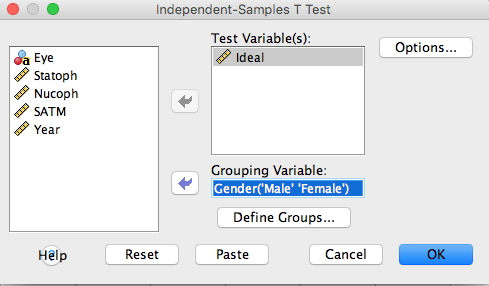 Independent-Samples T Test
Test Variable(s):
Options...
a Eye
Statoph
Nucoph
SATM
Year
Ideal
Grouping Variable:
Gender('Male' 'Female')
Define Groups...
Help
Reset
Paste
Cancel
OK